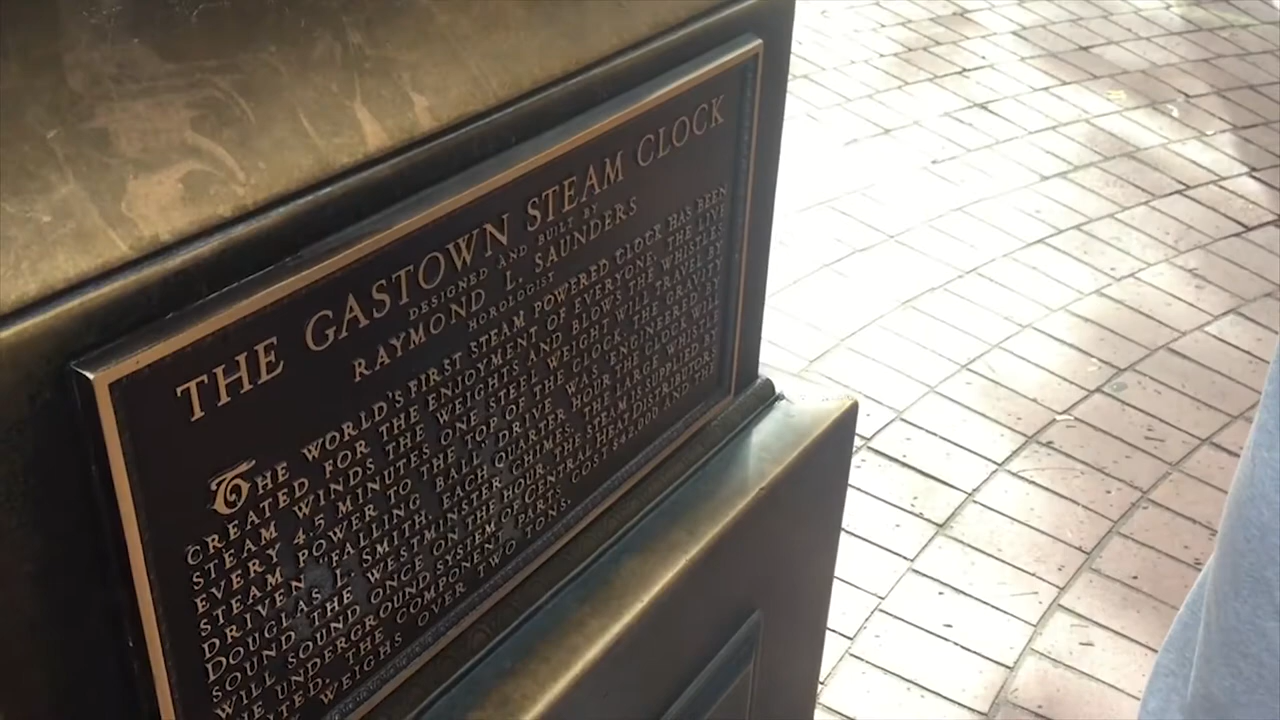 THE GASTOWN STEAM CLOCK
DESIGNED AND BUILT BY
RAYMOND L. SAUNDERS
HOROLOGIST
THE WORLD'S FIRST STEAM POWERED CLOCK HAS BEEN
CREATED FOR THE ENJOYMENT OF EVERYONE. THE LIVE
STEAM WINDS THE WEIGHTS AND BLOWS THE WHISTLES
EVERY 4.5 MINUTES ONE STEEL WEIGHT WILL TRAVEL BY
STEAM POWER TO THE TOP OF THE CLOCK. THE GRAVITY
DRIVEN "FALLING BALL" DRIVE WAS ENGINEERED BY
DOUGLAS L. SMITH. EACH QUARTER HOUR THE CLOCK WILL
SOUND THE WESTMINSTER CHIMES. THE LARGE WHISTLE
WILL SOUND ONCE ON THE HOUR. THE STEAM IS SUPPLIED BY
UNDERGROUND SYSTEM OF CENTRAL HEAT DISTRIBUTORS
THE COMPONENT PARTS COST $42,000 AND THE
WEIGHS OVER TWO TONS.